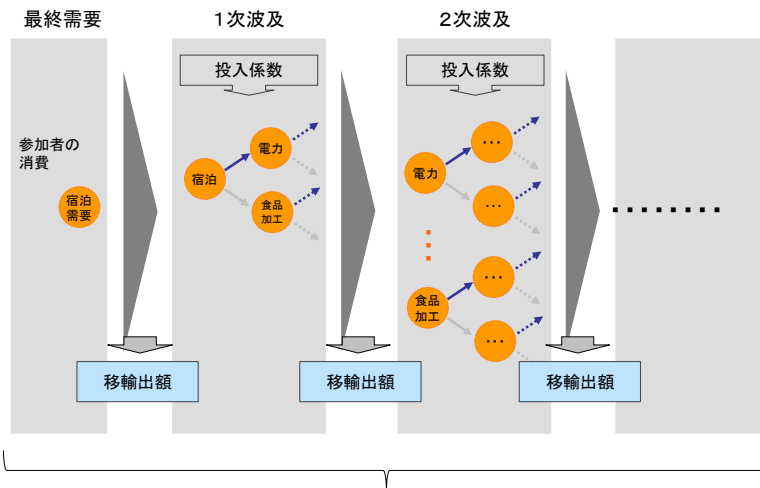 最終需要
1次波及
2次波及
投入係数
投入係数
参加者の
消費
宿泊
需要
宿泊
電力
食品
加工
電力
・・・
・・・
食品
加工
・・・
・・・
移輸出額
移輸出額
移輸出額